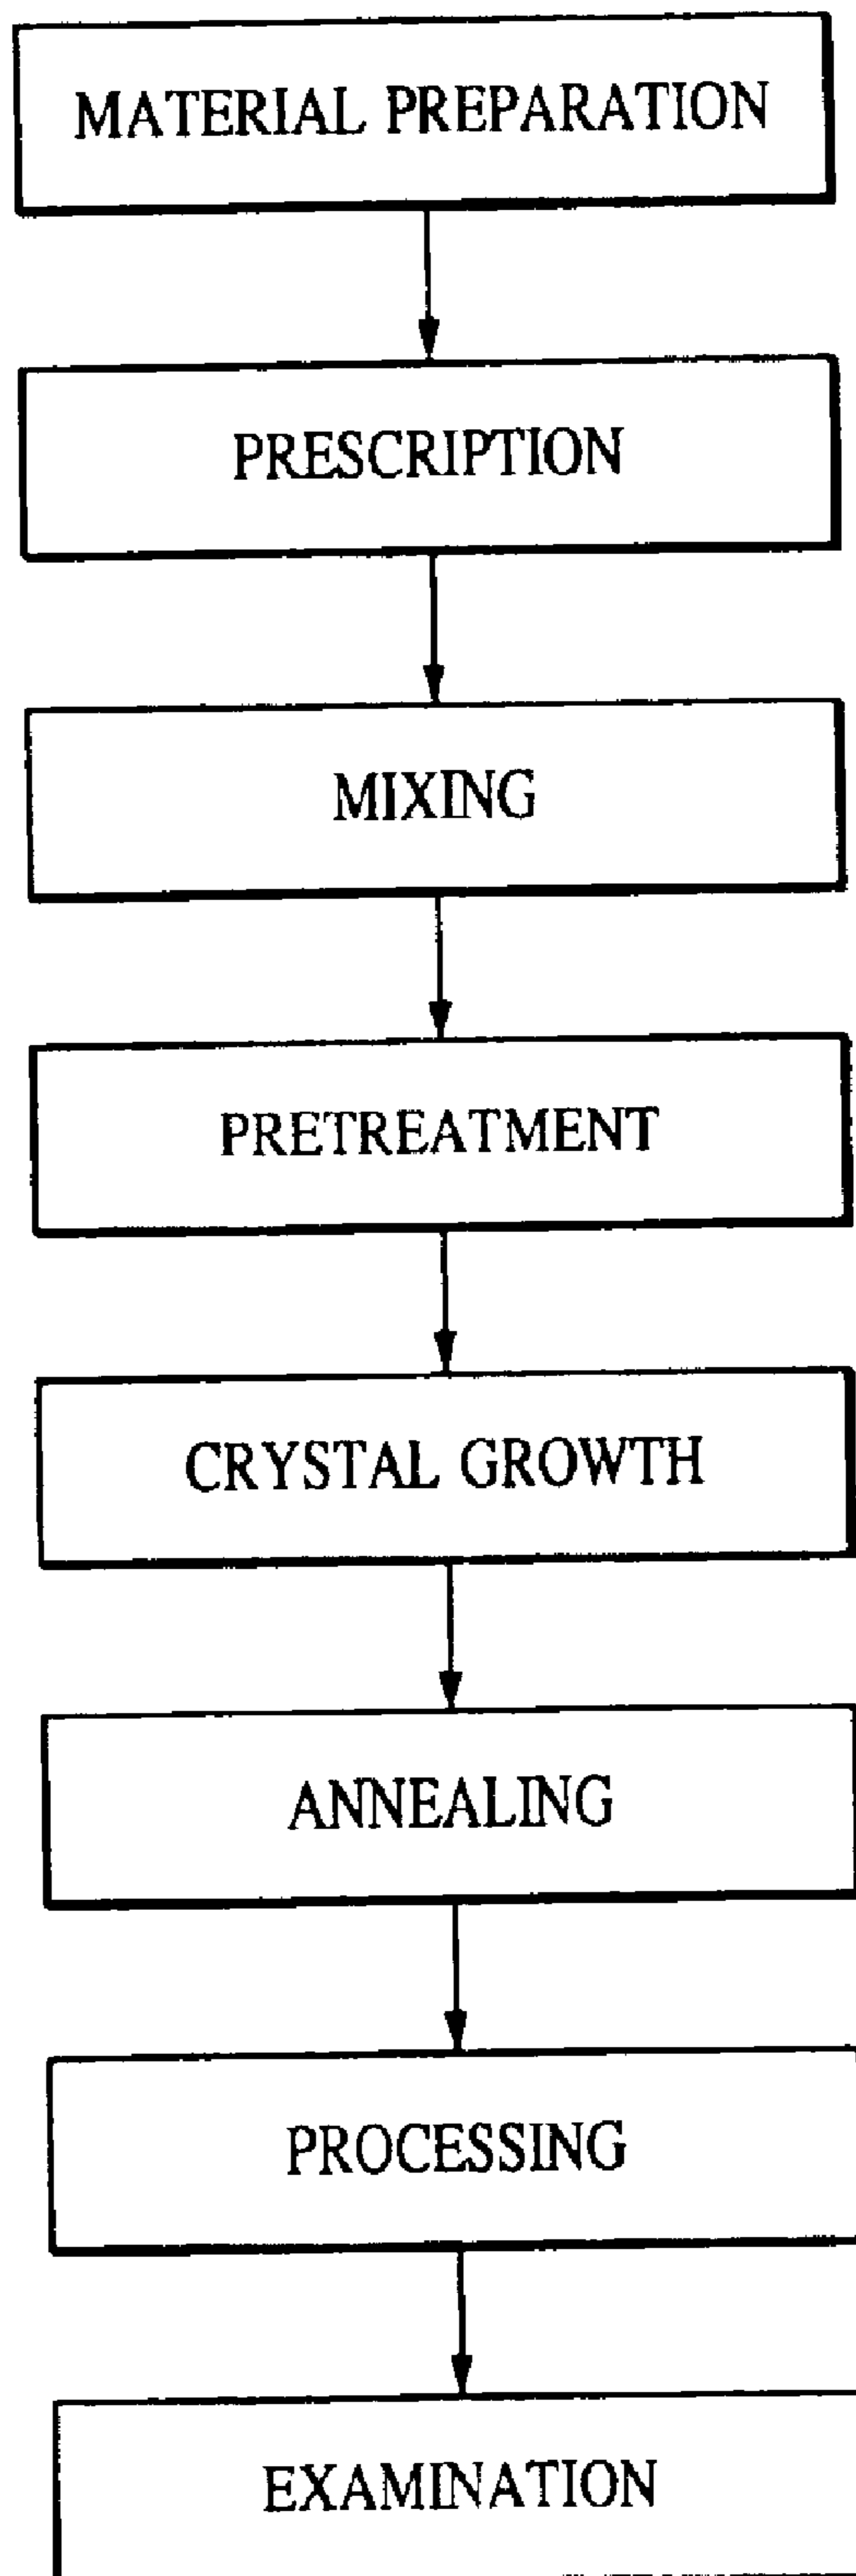 MATERIAL PREPARATION
PRESCRIPTION
MIXING
PRETREATMENT
CRYSTAL GROWTH
ANNEALING
PROCESSING
EXAMINATION